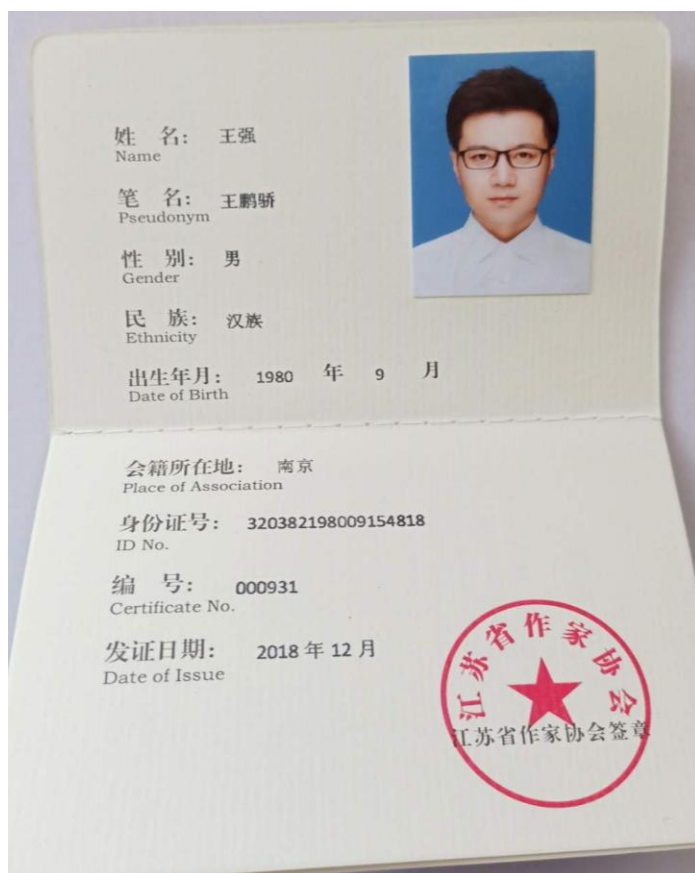 姓 名： 王强
Name
笔 名： 王鹏骄
Pseudonym
性 别： 男
Gender
民 族： 汉族
Ethnicity
出生年月： 1980 年 9 月
Date of Birth
会籍所在地： 南京
Place of Association
身份证号： 320382198009154818
ID No.
编 号： 000931
Certificate No.
发证日期： 2018 年 12 月
Date of Issue
江苏省作家协会
江苏省作家协会签章